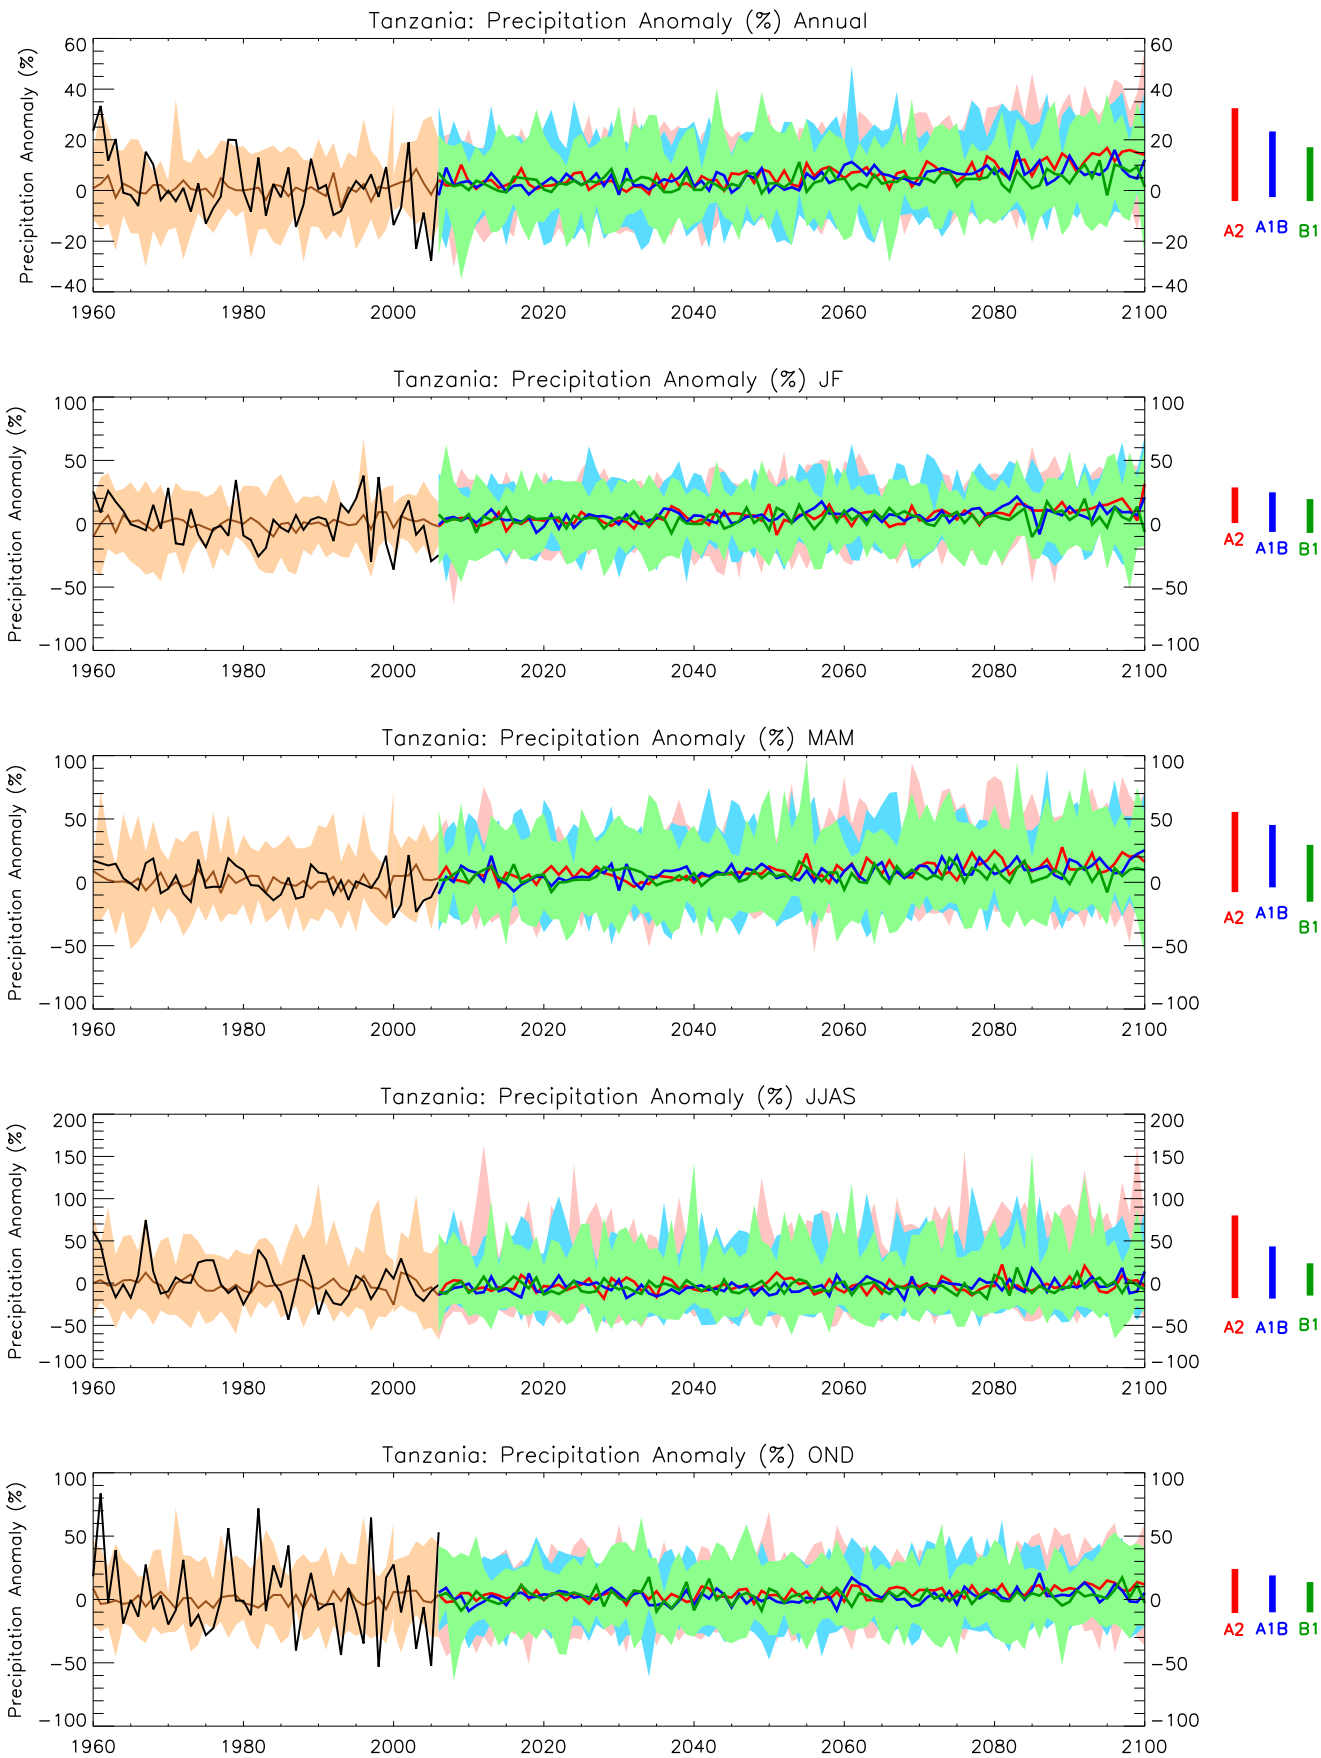 Tanzania: Precipitation Anomaly (%) Annual
Precipitation Anomaly (%)
60
40
20
0
−20
−40
60
40
20
0
−20
−40
1960 1980 2000 2020 2040 2060 2080 2100
A2 A1B B1
Tanzania: Precipitation Anomaly (%) JF
Precipitation Anomaly (%)
100
50
0
−50
−100
100
50
0
−50
−100
1960 1980 2000 2020 2040 2060 2080 2100
A2 A1B B1
Tanzania: Precipitation Anomaly (%) MAM
Precipitation Anomaly (%)
100
50
0
−50
−100
100
50
0
−50
−100
1960 1980 2000 2020 2040 2060 2080 2100
A2 A1B B1
Tanzania: Precipitation Anomaly (%) JJAS
Precipitation Anomaly (%)
200
150
100
50
0
−50
−100
200
150
100
50
0
−50
−100
1960 1980 2000 2020 2040 2060 2080 2100
A2 A1B B1
Tanzania: Precipitation Anomaly (%) OND
Precipitation Anomaly (%)
100
50
0
−50
−100
100
50
0
−50
−100
1960 1980 2000 2020 2040 2060 2080 2100
A2 A1B B1